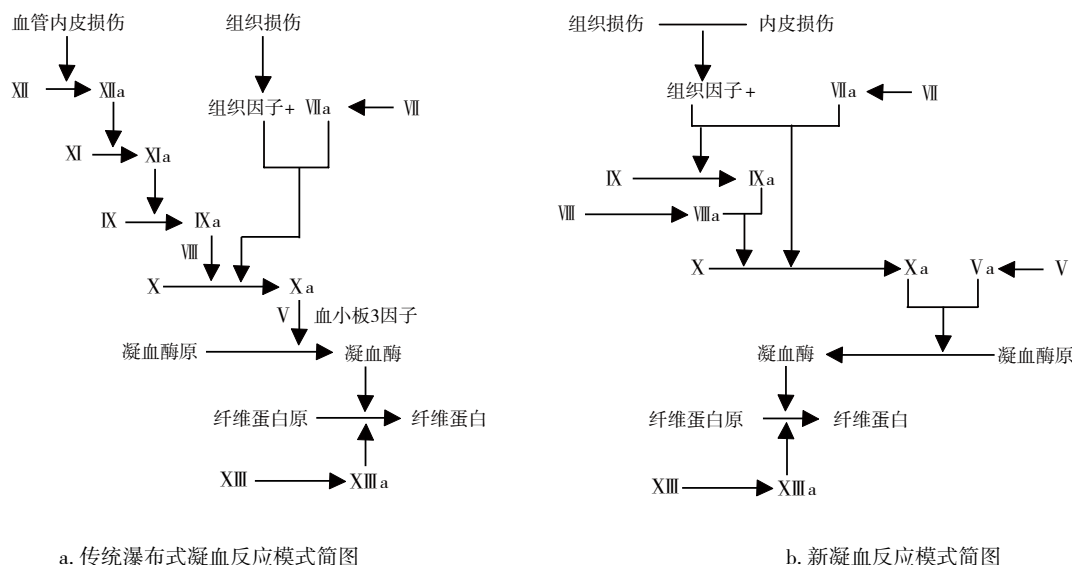 血管内皮损伤
组织损伤
Ⅻ
Ⅻa
组织因子+
Ⅶa
Ⅶ
Ⅺ
Ⅺa
Ⅸ
Ⅸa
Ⅷ
Ⅹ
Ⅹa
Ⅴ
血小板3因子
凝血酶原
凝血酶
纤维蛋白原
纤维蛋白
ⅩⅢ
ⅩⅢa
a. 传统瀑布式凝血反应模式简图
组织损伤
内皮损伤
组织因子+
Ⅶa
Ⅶ
Ⅸ
Ⅸa
Ⅷ
Ⅷa
Ⅹ
Ⅹa
Ⅴa
Ⅴ
凝血酶
凝血酶原
纤维蛋白原
纤维蛋白
ⅩⅢ
ⅩⅢa
b. 新凝血反应模式简图